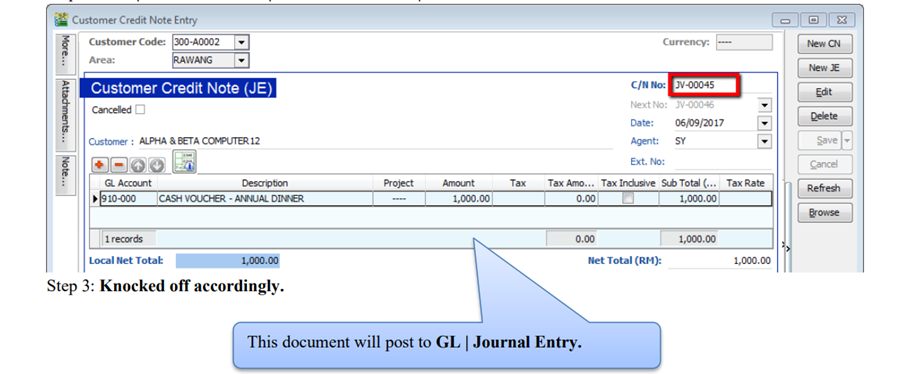 Customer Credit Note Entry
More...
Attachments...
Note...
Customer Code: 300-A0002
Currency: ----
Area: RAWANG
Customer Credit Note (JE)
C/N No: JV-00045
Cancelled
Next No: JV-00046
Date: 06/09/2017
Customer : ALPHA & BETA COMPUTER12
Agent: SY
Ext. No:
GL Account Description Project Amount Tax Tax Amo... Tax Inclusive Sub Total (... Tax Rate
910-000 CASH VOUCHER - ANNUAL DINNER ---- 1,000.00 0.00 1,000.00
1 records 0.00 1,000.00
Local Net Total: 1,000.00 Net Total (RM): 1,000.00
New CN
New JE
Edit
Delete
Save
Cancel
Refresh
Browse
Step 3: Knocked off accordingly.
This document will post to GL | Journal Entry.